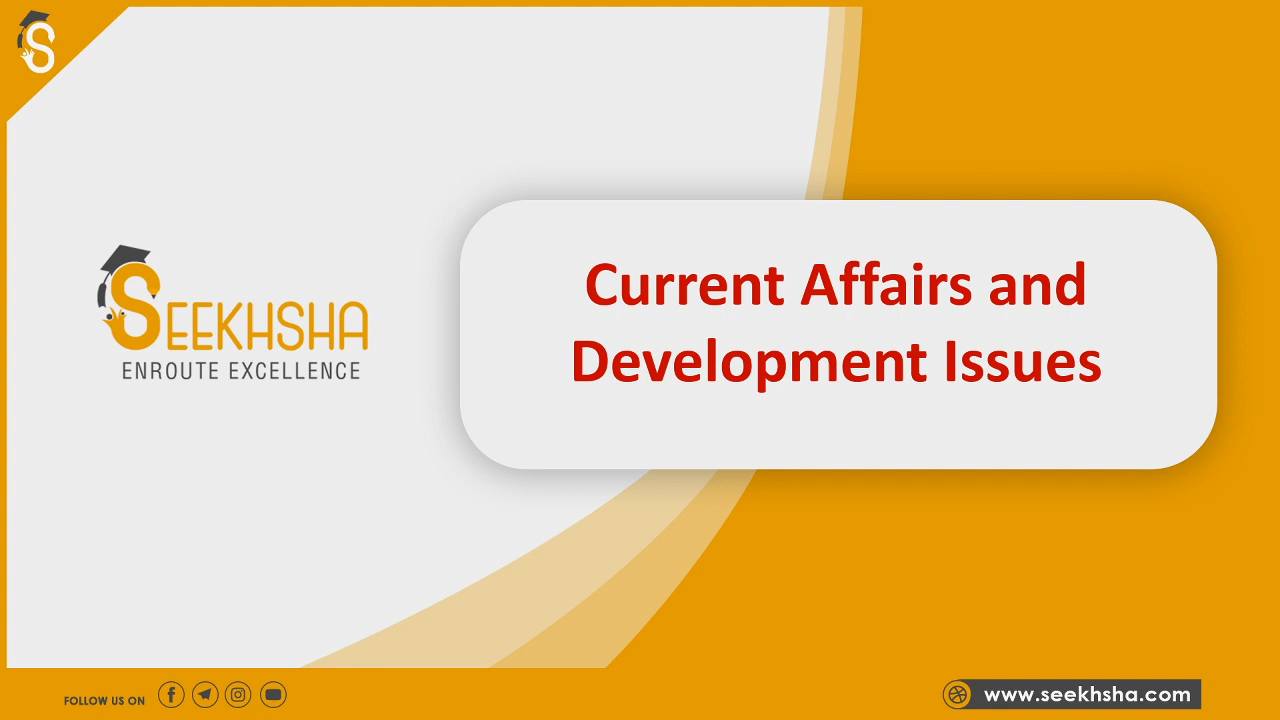 S
SEEKHSHA
ENROUTE EXCELLENCE
Current Affairs and
Development Issues
FOLLOW US ON
www.seekhsha.com